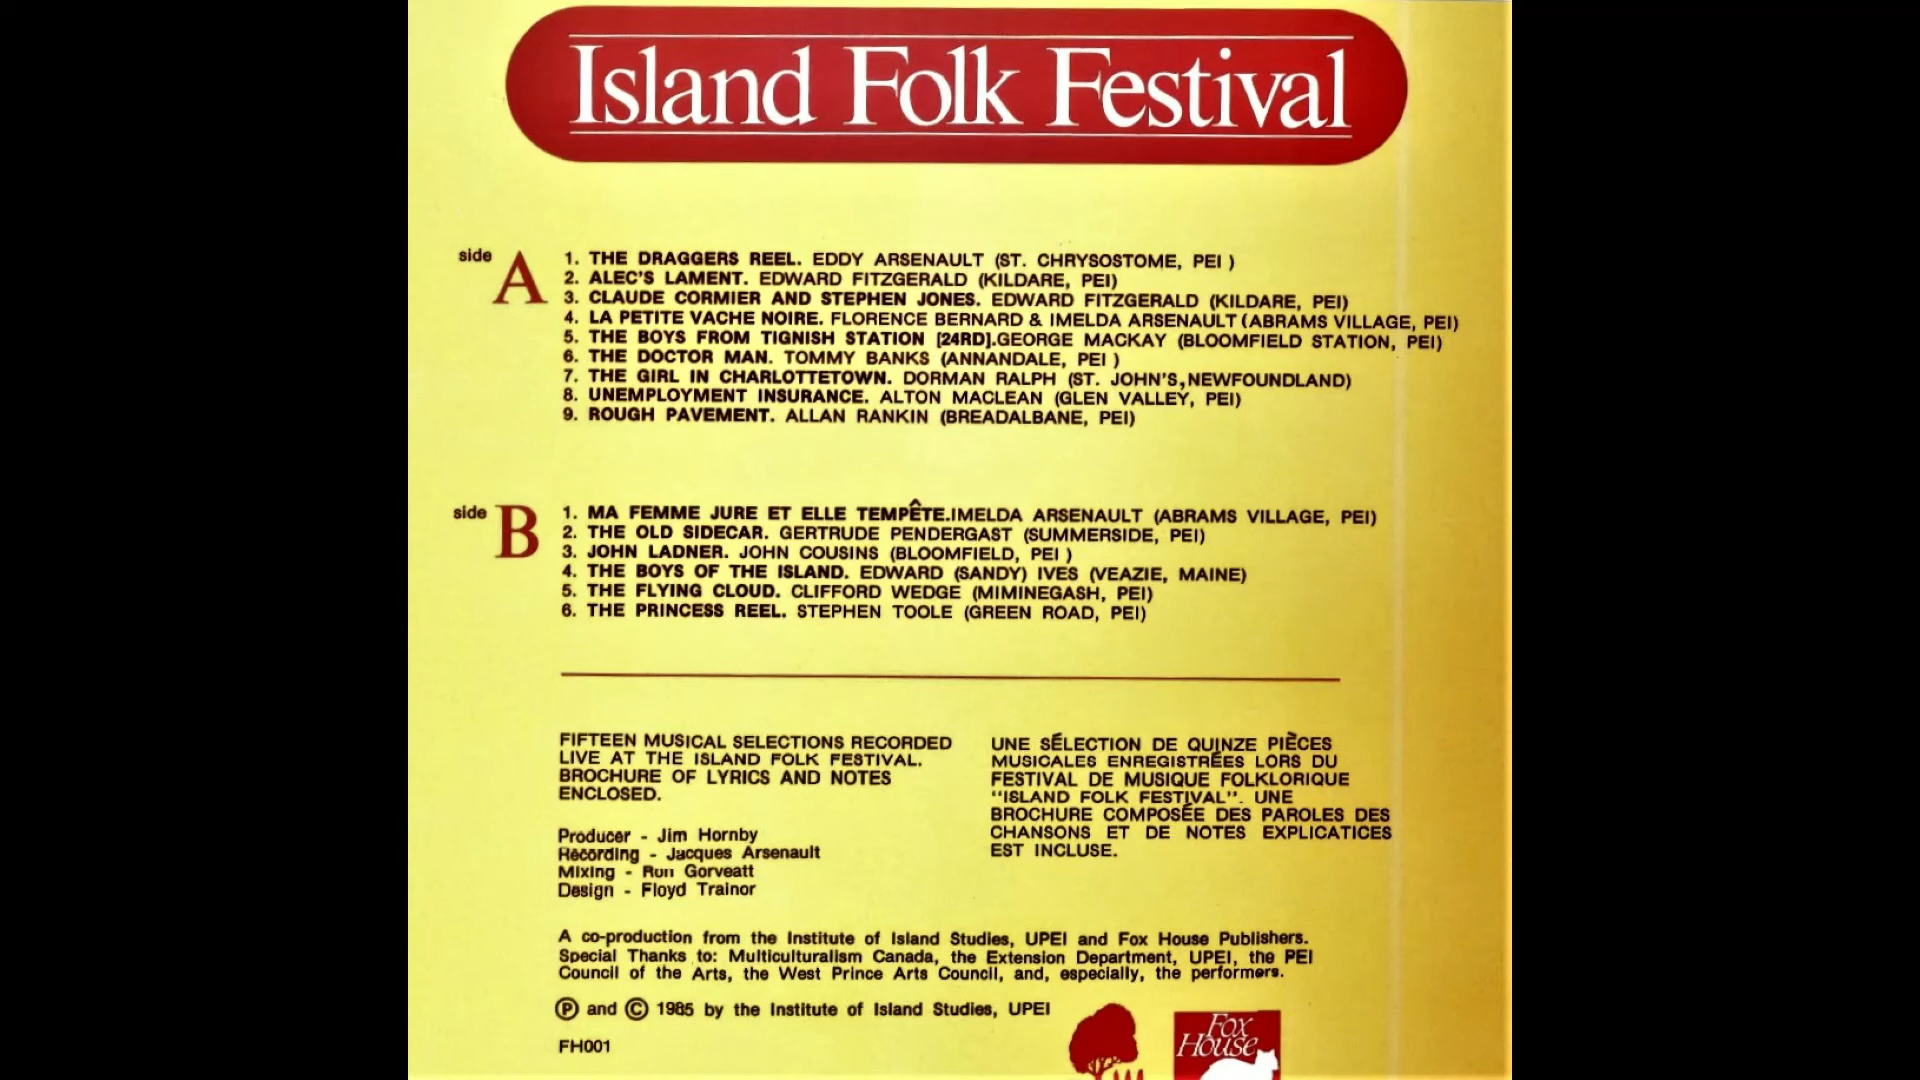 Island Folk Festival
side A
1. THE DRAGGERS REEL. EDDY ARSENAULT (ST. CHRYSOSTOME, PEI )
2. ALEC'S LAMENT. EDWARD FITZGERALD (KILDARE, PEI)
3. CLAUDE CORMIER AND STEPHEN JONES. EDWARD FITZGERALD (KILDARE, PEI)
4. LA PETITE VACHE NOIRE. FLORENCE BERNARD & IMELDA ARSENAULT (ABRAMS VILLAGE, PEI)
5. THE BOYS FROM TIGNISH STATION [24RD].GEORGE MACKAY (BLOOMFIELD STATION, PEI)
6. THE DOCTOR MAN. TOMMY BANKS (ANNANDALE, PEI )
7. THE GIRL IN CHARLOTTETOWN. DORMAN RALPH (ST. JOHN'S,NEWFOUNDLAND)
8. UNEMPLOYMENT INSURANCE. ALTON MACLEAN (GLEN VALLEY, PEI)
9. ROUGH PAVEMENT. ALLAN RANKIN (BREADALBANE, PEI)
side B
1. MA FEMME JURE ET ELLE TEMPÊTE.IMELDA ARSENAULT (ABRAMS VILLAGE, PEI)
2. THE OLD SIDECAR. GERTRUDE PENDERGAST (SUMMERSIDE, PEI)
3. JOHN LADNER. JOHN COUSINS (BLOOMFIELD, PEI )
4. THE BOYS OF THE ISLAND. EDWARD (SANDY) IVES (VEAZIE, MAINE)
5. THE FLYING CLOUD. CLIFFORD WEDGE (MIMINEGASH, PEI)
6. THE PRINCESS REEL. STEPHEN TOOLE (GREEN ROAD, PEI)
FIFTEEN MUSICAL SELECTIONS RECORDED
LIVE AT THE ISLAND FOLK FESTIVAL.
BROCHURE OF LYRICS AND NOTES
ENCLOSED.
UNE SÉLECTION DE QUINZE PIÈCES
MUSICALES ENREGISTRÉES LORS DU
FESTIVAL DE MUSIQUE FOLKLORIQUE
"ISLAND FOLK FESTIVAL". UNE
BROCHURE COMPOSÉE DES PAROLES DES
CHANSONS ET DE NOTES EXPLICATICES
EST INCLUSE.
Producer - Jim Hornby
Recording - Jacques Arsenault
Mixing - Ron Gorveatt
Design - Floyd Trainor
A co-production from the Institute of Island Studies, UPEI and Fox House Publishers.
Special Thanks to: Multiculturalism Canada, the Extension Department, UPEI, the PEI
Council of the Arts, the West Prince Arts Council, and, especially, the performers.
Ⓟ and © 1985 by the Institute of Island Studies, UPEI
FH001
Fox
House